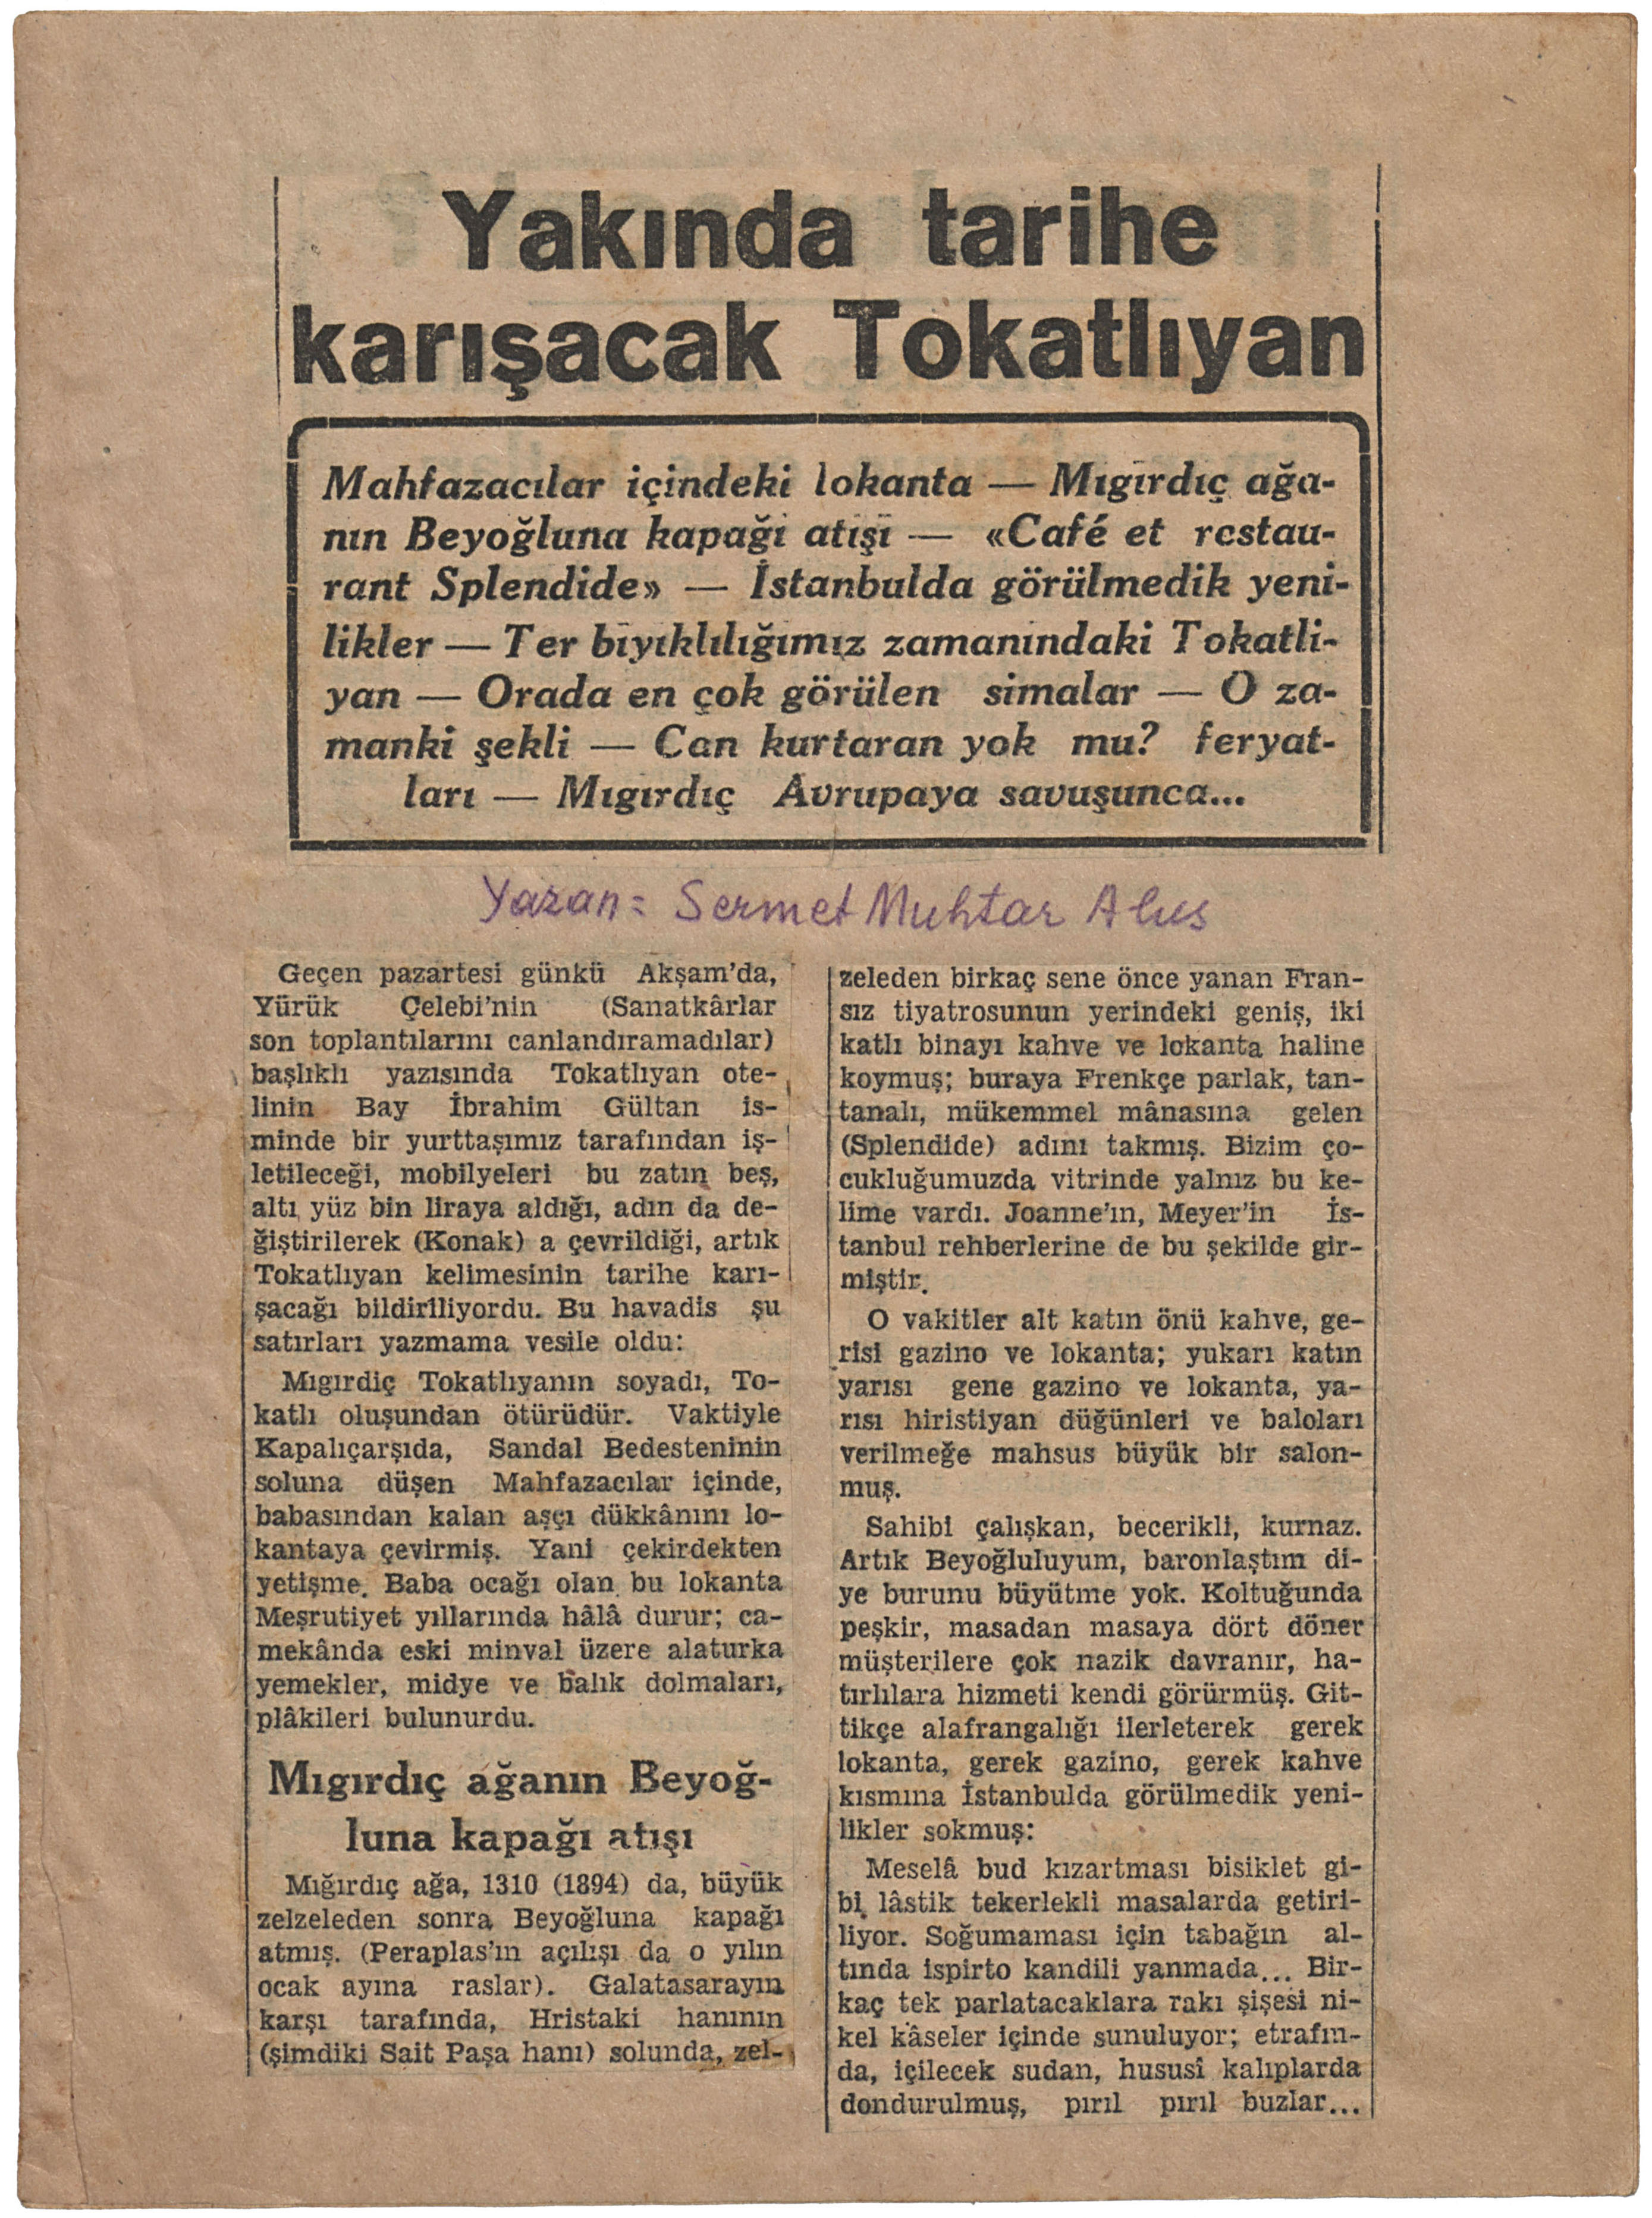 Yakında tarihe
karışacak Tokatlıyan
Mahfazacılar içindeki lokanta — Mıgırdıç ağa-
nın Beyoğluna kapağı atışı — «Café et restau-
rant Splendide» — İstanbulda görülmedik yeni-
likler — Ter bıyıklılığımız zamanındaki Tokatli-
yan — Orada en çok görülen simalar — O za-
manki şekli — Can kurtaran yok mu? feryat-
ları — Mıgırdıç Avrupaya savuşunca...
Yazan= Sermet Muhtar Alus
Geçen pazartesi günkü Akşam'da,
Yürük Çelebi'nin (Sanatkârlar
son toplantılarını canlandıramadılar)
başlıklı yazısında Tokatlıyan ote-
linin Bay İbrahim Gültan is-
minde bir yurttaşımız tarafından iş-
letileceği, mobilyeleri bu zatın beş,
altı yüz bin liraya aldığı, adın da de-
ğiştirilerek (Konak) a çevrildiği, artık
Tokatlıyan kelimesinin tarihe karı-
şacağı bildiriliyordu. Bu havadis şu
satırları yazmama vesile oldu:
Mıgırdiç Tokatlıyanın soyadı, To-
katlı oluşundan ötürüdür. Vaktiyle
Kapalıçarşıda, Sandal Bedesteninin
soluna düşen Mahfazacılar içinde,
babasından kalan aşçı dükkânını lo-
kantaya çevirmiş. Yani çekirdekten
yetişme. Baba ocağı olan bu lokanta
Meşrutiyet yıllarında hâlâ durur; ca-
mekânda eski minval üzere alaturka
yemekler, midye ve balık dolmaları,
plâkileri bulunurdu.
Mıgırdıç ağanın Beyoğ-
luna kapağı atışı
Mığırdıç ağa, 1310 (1894) da, büyük
zelzeleden sonra Beyoğluna kapağı
atmış. (Peraplas'ın açılışı da o yılın
ocak ayına raslar). Galatasarayın
karşı tarafında, Hristaki hanının
(şimdiki Sait Paşa hanı) solunda, zel-
zeleden birkaç sene önce yanan Fran-
sız tiyatrosunun yerindeki geniş, iki
katlı binayı kahve ve lokanta haline
koymuş; buraya Frenkçe parlak, tan-
tanalı, mükemmel mânasına gelen
(Splendide) adını takmış. Bizim ço-
cukluğumuzda vitrinde yalnız bu ke-
lime vardı. Joanne'ın, Meyer'in İs-
tanbul rehberlerine de bu şekilde gir-
miştir.
O vakitler alt katın önü kahve, ge-
risi gazino ve lokanta; yukarı katın
yarısı gene gazino ve lokanta, ya-
rısı hiristiyan düğünleri ve baloları
verilmeğe mahsus büyük bir salon-
muş.
Sahibi çalışkan, becerikli, kurnaz.
Artık Beyoğluluyum, baronlaştım di-
ye burunu büyütme yok. Koltuğunda
peşkir, masadan masaya dört döner
müşterilere çok nazik davranır, ha-
tırlılara hizmeti kendi görürmüş. Git-
tikçe alafrangalığı ilerleterek gerek
lokanta, gerek gazino, gerek kahve
kısmına İstanbulda görülmedik yeni-
likler sokmuş:
Meselâ bud kızartması bisiklet gi-
bi lâstik tekerlekli masalarda getiri-
liyor. Soğumaması için tabağın al-
tında ispirto kandili yanmada... Bir-
kaç tek parlatacaklara rakı şişesi ni-
kel kâseler içinde sunuluyor; etrafın-
da, içilecek sudan, hususî kalıplarda
dondurulmuş, pırıl pırıl buzlar...